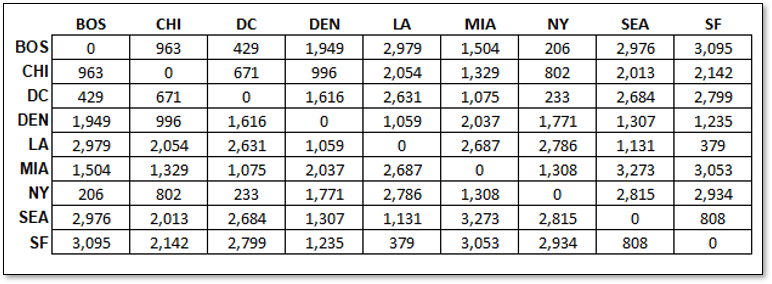 BOS CHI DC DEN LA MIA NY SEA SF
BOS 0 963 429 1,949 2,979 1,504 206 2,976 3,095
CHI 963 0 671 996 2,054 1,329 802 2,013 2,142
DC 429 671 0 1,616 2,631 1,075 233 2,684 2,799
DEN 1,949 996 1,616 0 1,059 2,037 1,771 1,307 1,235
LA 2,979 2,054 2,631 1,059 0 2,687 2,786 1,131 379
MIA 1,504 1,329 1,075 2,037 2,687 0 1,308 3,273 3,053
NY 206 802 233 1,771 2,786 1,308 0 2,815 2,934
SEA 2,976 2,013 2,684 1,307 1,131 3,273 2,815 0 808
SF 3,095 2,142 2,799 1,235 379 3,053 2,934 808 0